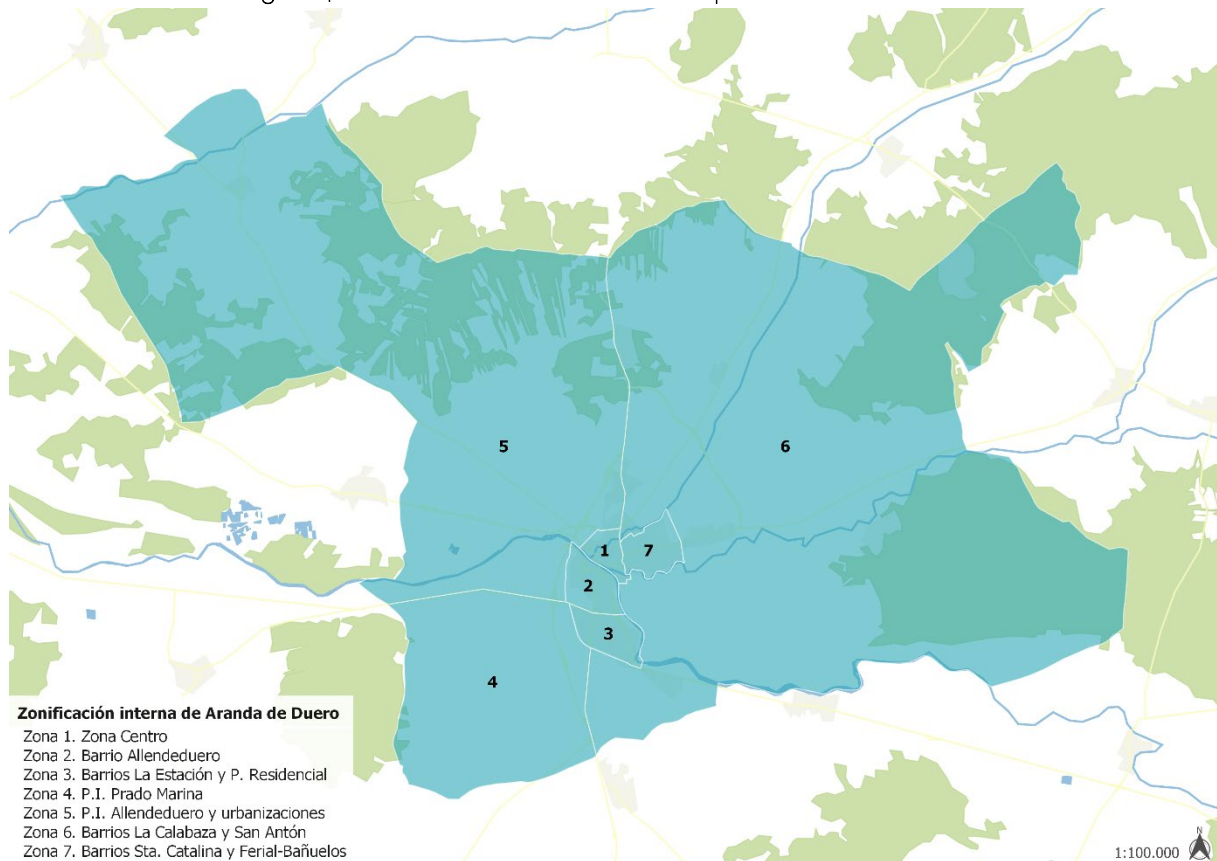 5
6
1
7
2
3
4
Zonificación interna de Aranda de Duero
Zona 1. Zona Centro
Zona 2. Barrio Allendeduero
Zona 3. Barrios La Estación y P. Residencial
Zona 4. P.I. Prado Marina
Zona 5. P.I. Allendeduero y urbanizaciones
Zona 6. Barrios La Calabaza y San Antón
Zona 7. Barrios Sta. Catalina y Ferial-Bañuelos
1:100.000
N